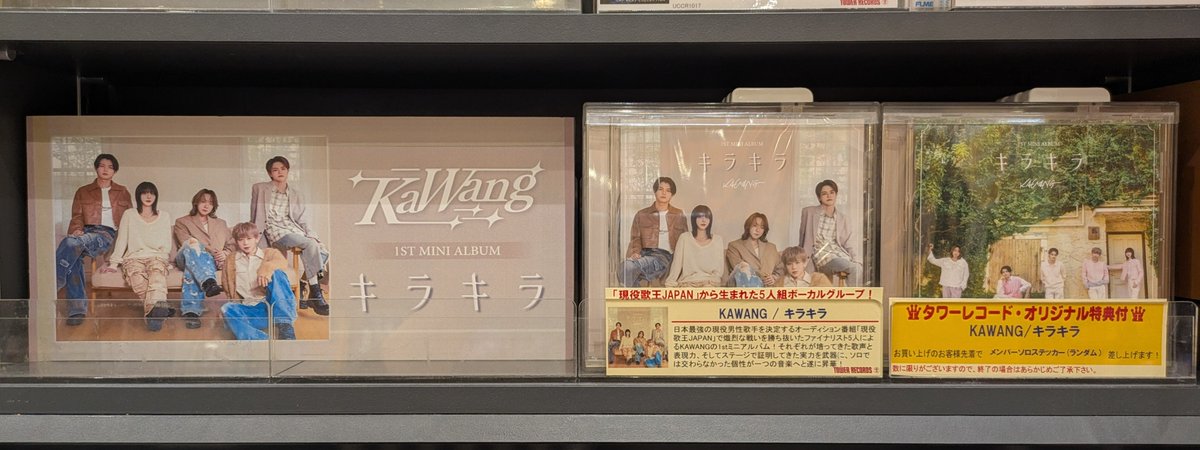 UCCR1017
TOWER RECORDS
KaWang
1ST MINI ALBUM
キラキラ
1ST MINI ALBUM
キラキラ
KAWANG
「現役歌王JAPAN」から生まれた5人組ボーカルグループ！
KAWANG / キラキラ
日本最強の現役男性歌手を決定するオーディション番組「現役
歌王JAPAN」で熾烈な戦いを勝ち抜いたファイナリスト5人によ
るKAWANGの1stミニアルバム！それぞれが培ってきた歌声と
表現力、そしてステージで証明してきた実力を武器に、ソロで
は交わらなかった個性が一つの音楽へと遂に昇華！
TOWER RECORDS
1ST MINI ALBUM
キラキラ
KAWANG
タワーレコード・オリジナル特典付
KAWANG/キラキラ
お買い上げのお客様先着で メンバーソロステッカー(ランダム) 差し上げます！
数に限りがございますので、終了の場合はあらかじめご了承下さい。